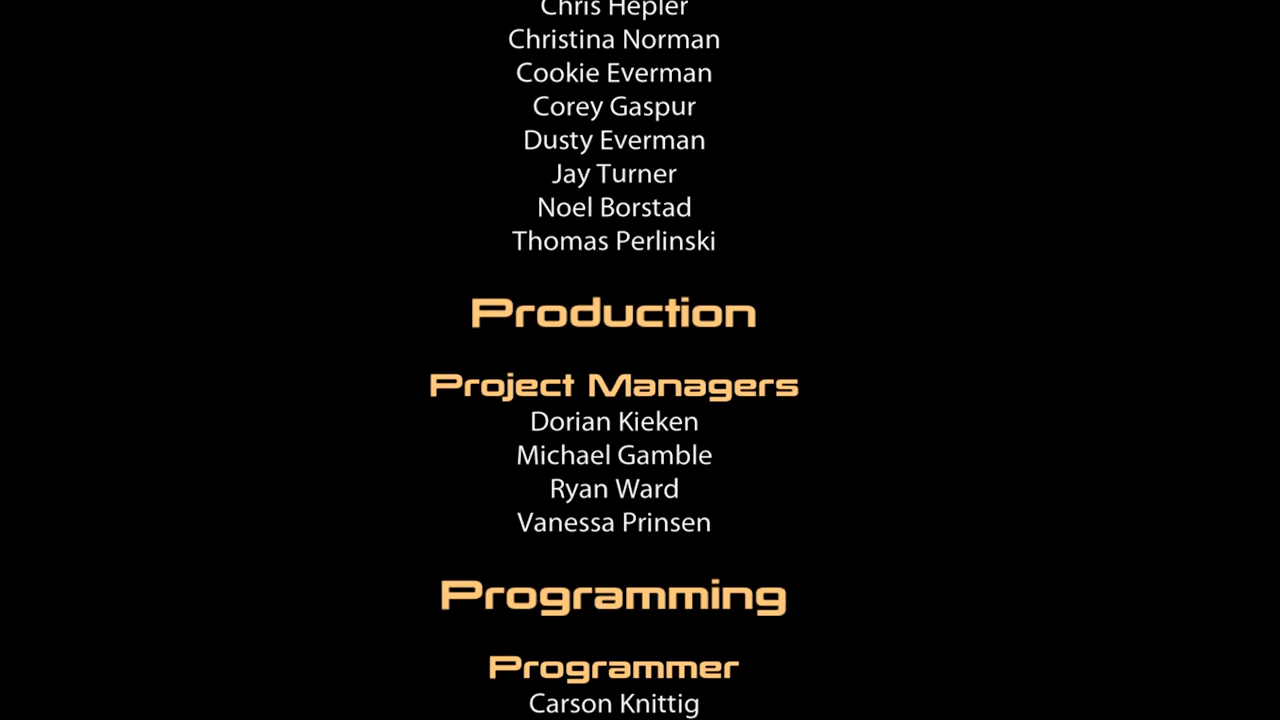 Chris Hepler
Christina Norman
Cookie Everman
Corey Gaspur
Dusty Everman
Jay Turner
Noel Borstad
Thomas Perlinski
Production
Project Managers
Dorian Kieken
Michael Gamble
Ryan Ward
Vanessa Prinsen
Programming
Programmer
Carson Knittig